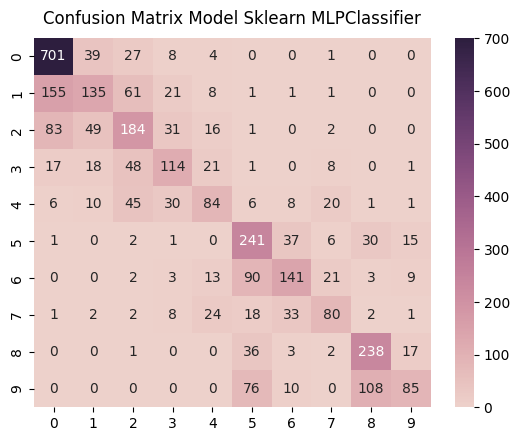 Confusion Matrix Model Sklearn MLPClassifier
0 701 39 27 8 4 0 0 1 0 0
1 155 135 61 21 8 1 1 1 0 0
2 83 49 184 31 16 1 0 2 0 0
3 17 18 48 114 21 1 0 8 0 1
4 6 10 45 30 84 6 8 20 1 1
5 1 0 2 1 0 241 37 6 30 15
6 0 0 2 3 13 90 141 21 3 9
7 1 2 2 8 24 18 33 80 2 1
8 0 0 1 0 0 36 3 2 238 17
9 0 0 0 0 0 76 10 0 108 85
0 1 2 3 4 5 6 7 8 9
700
600
500
400
300
200
100
0